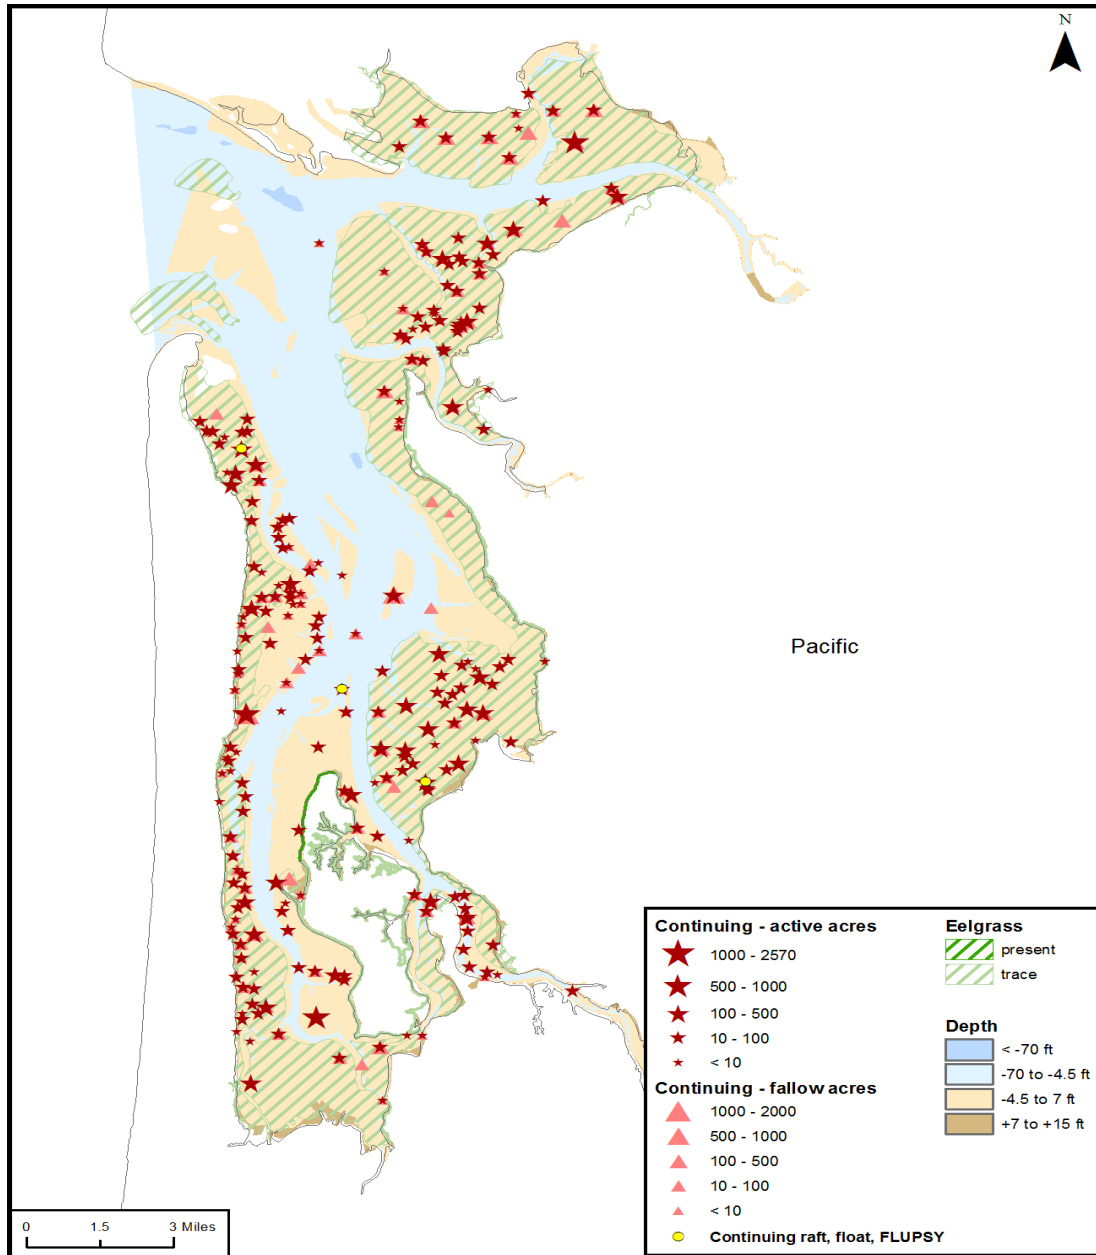 N
Pacific
Continuing - active acres
1000 - 2570
500 - 1000
100 - 500
10 - 100
< 10
Continuing - fallow acres
1000 - 2000
500 - 1000
100 - 500
10 - 100
< 10
Continuing raft, float, FLUPSY
Eelgrass
present
trace
Depth
< -70 ft
-70 to -4.5 ft
-4.5 to 7 ft
+7 to +15 ft
0 1.5 3 Miles